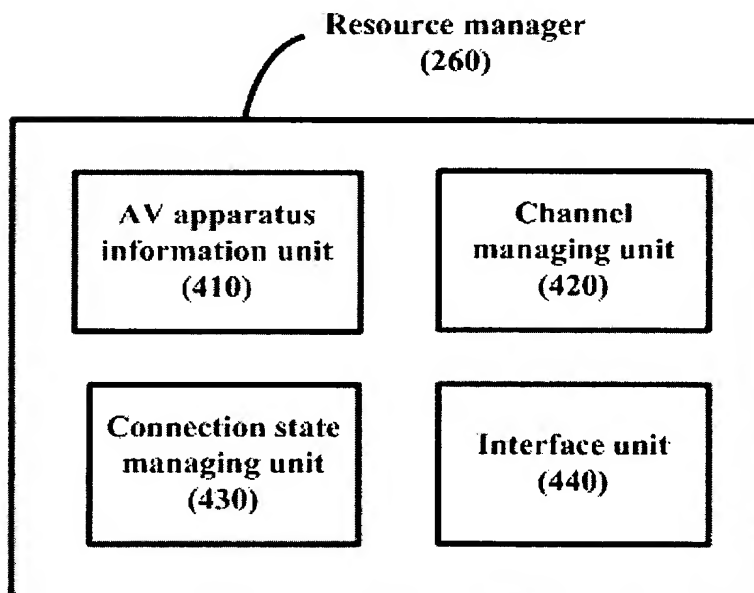 Resource manager
(260)
AV apparatus
information unit
(410)
Channel
managing unit
(420)
Connection state
managing unit
(430)
Interface unit
(440)